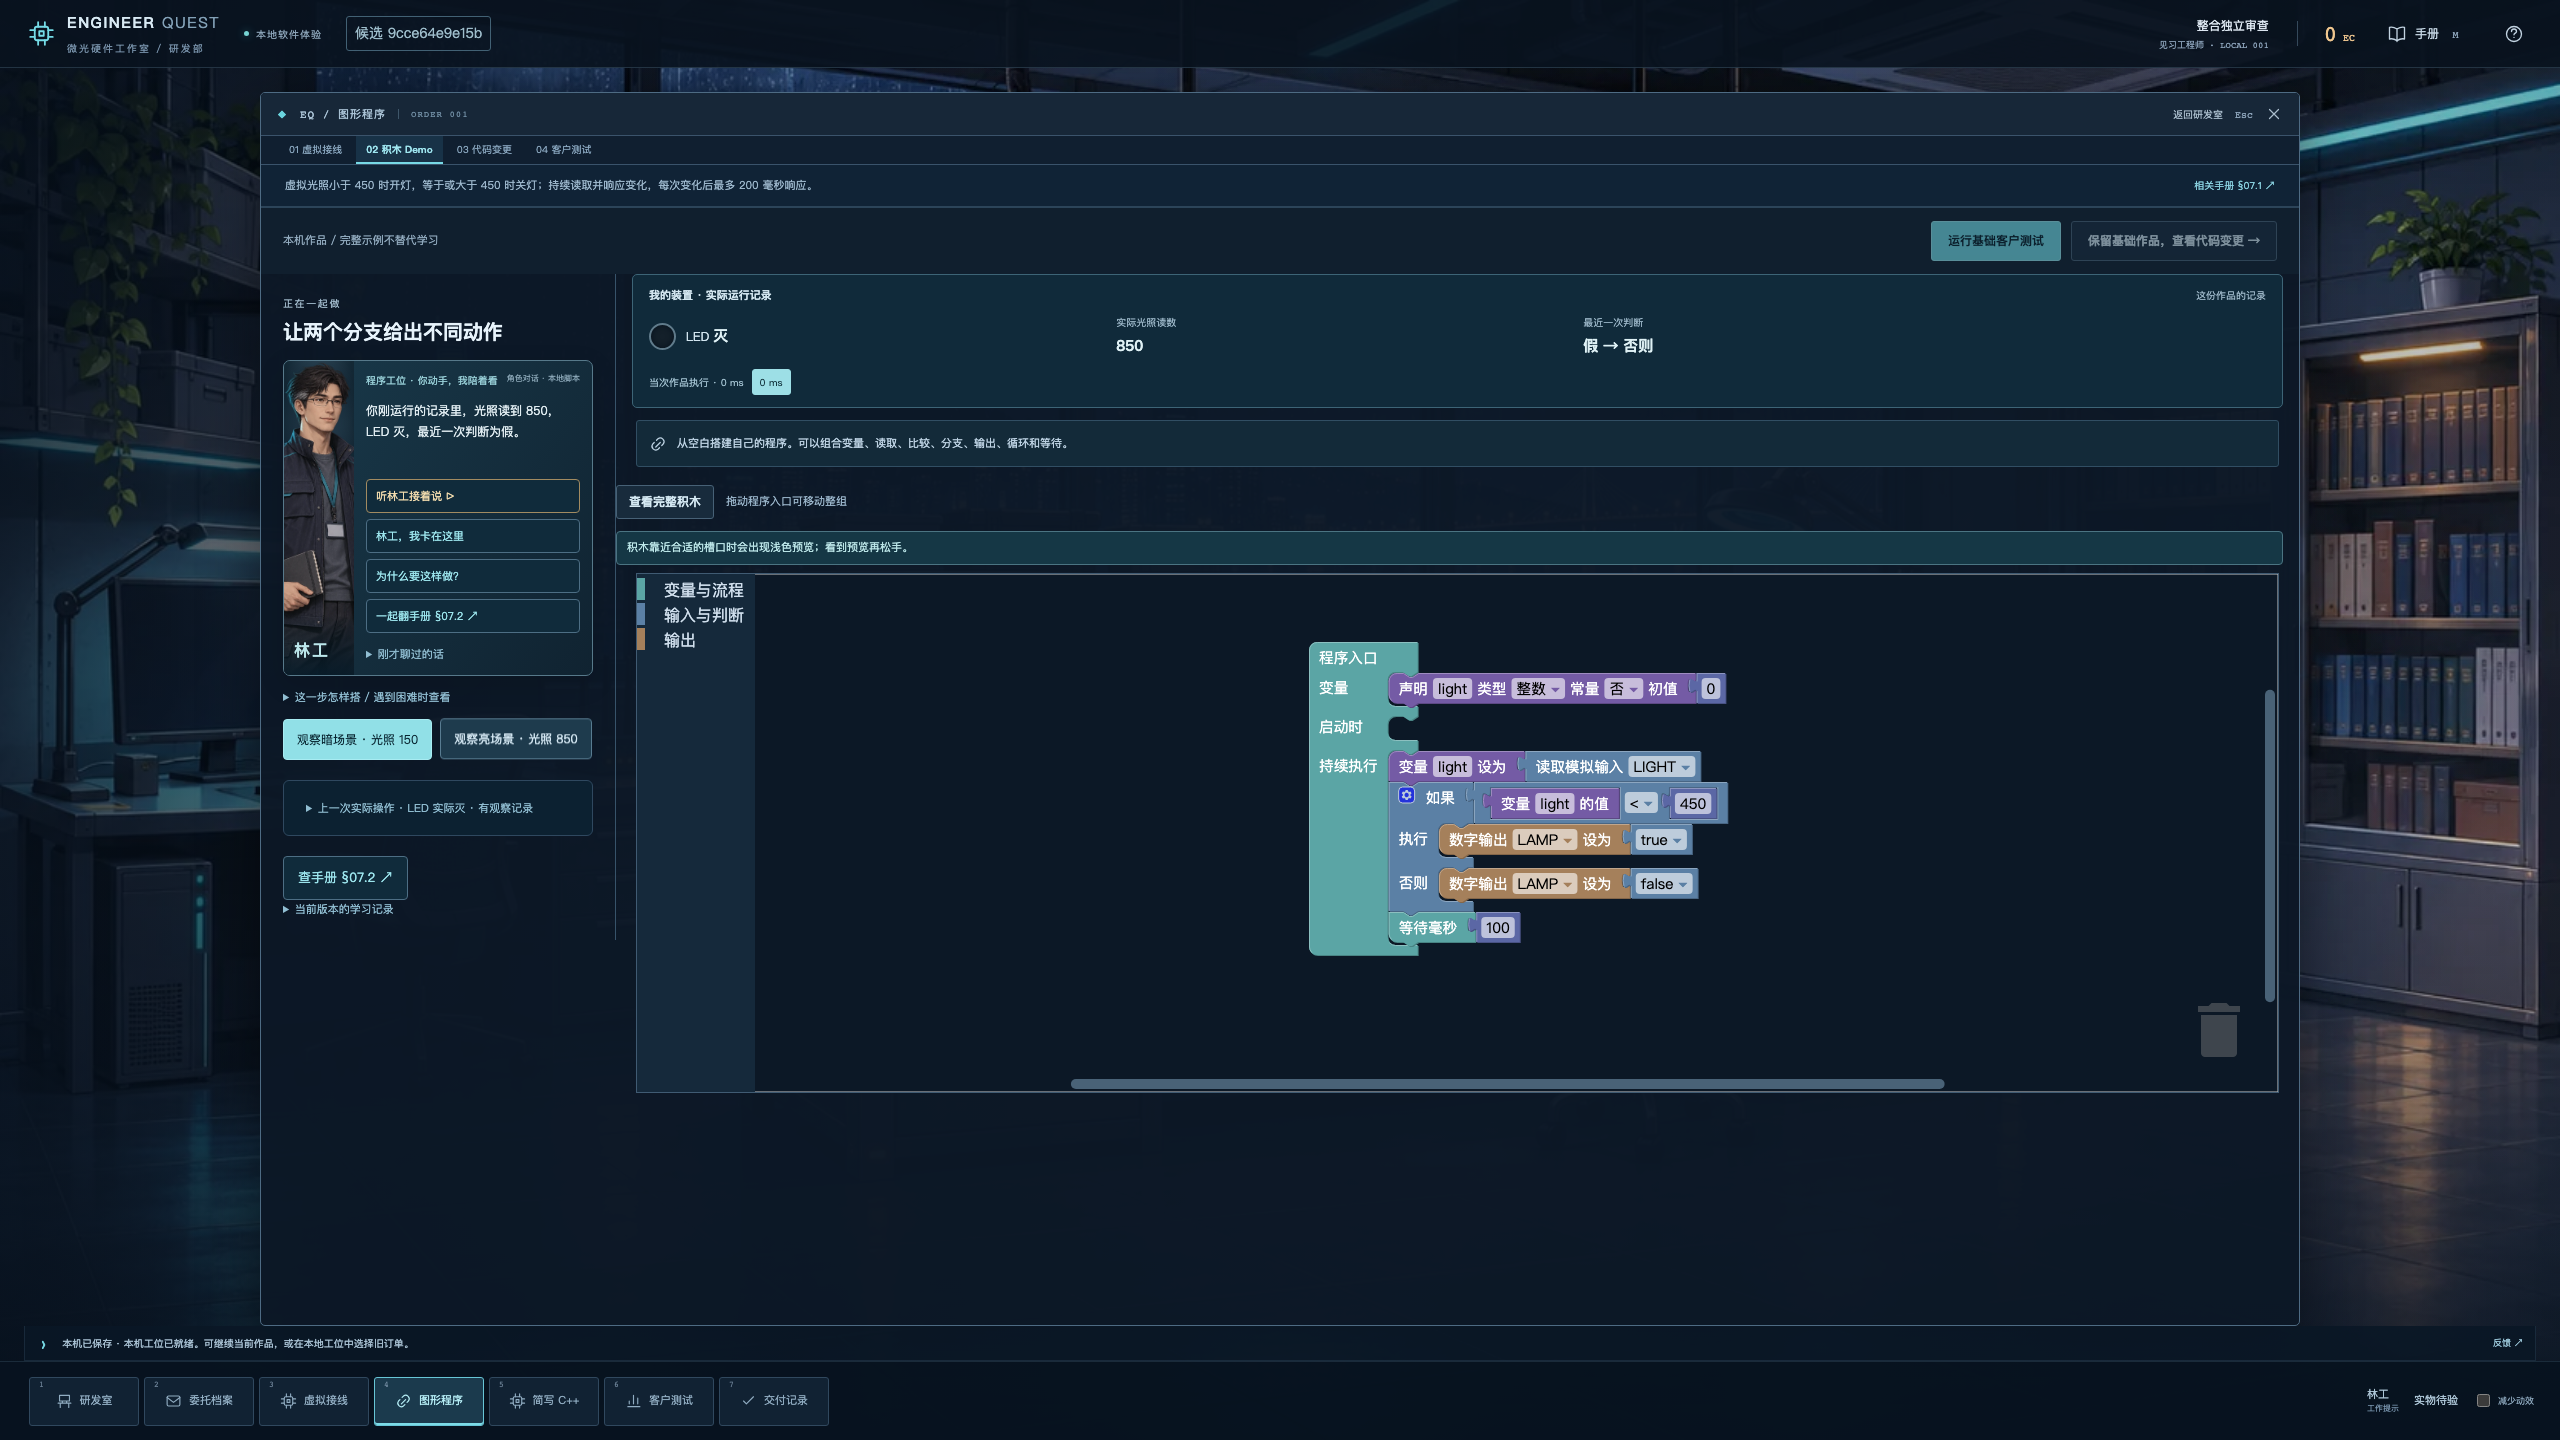 ENGINEER QUEST
微光硬件工作室 / 研发部
本地软件体验
候选 9cce64e9e15b
整合独立审查
见习工程师 · LOCAL 001
0 EC
手册 M
EQ / 图形程序 ORDER 001
返回研发室 Esc
01 虚拟接线
02 积木 Demo
03 代码变更
04 客户测试
虚拟光照小于 450 时开灯，等于或大于 450 时关灯；持续读取并响应变化，每次变化后最多 200 毫秒响应。
相关手册 §07.1 ↗
本机作品 / 完整示例不替代学习
运行基础客户测试
保留基础作品，查看代码变更 →
正在一起做
让两个分支给出不同动作
程序工位 · 你动手，我陪着看
角色对话 · 本地脚本
你刚运行的记录里，光照读到 850，
LED 灭，最近一次判断为假。
听林工接着说 ▷
林工，我卡在这里
为什么要这样做？
一起翻手册 §07.2 ↗
林工
▶ 刚才聊过的话
▶ 这一步怎样搭 / 遇到困难时查看
观察暗场景 · 光照 150
观察亮场景 · 光照 850
▶ 上一次实际操作 · LED 实际灭 · 有观察记录
查手册 §07.2 ↗
▶ 当前版本的学习记录
我的装置 · 实际运行记录
这份作品的记录
LED 灭
实际光照读数
850
最近一次判断
假 → 否则
当次作品执行 · 0 ms
0 ms
从空白搭建自己的程序。可以组合变量、读取、比较、分支、输出、循环和等待。
查看完整积木
拖动程序入口可移动整组
积木靠近合适的槽口时会出现浅色预览；看到预览再松手。
变量与流程
输入与判断
输出
程序入口
变量 声明 light 类型 整数 常量 否 初值 0
启动时
持续执行 变量 light 设为 读取模拟输入 LIGHT
如果 变量 light 的值 < 450
执行 数字输出 LAMP 设为 true
否则 数字输出 LAMP 设为 false
等待毫秒 100
本机已保存 · 本机工位已就绪。可继续当前作品，或在本地工位中选择旧订单。
反馈 ↗
1 研发室
2 委托档案
3 虚拟接线
4 图形程序
5 简写 C++
6 客户测试
7 交付记录
林工
工作提示
实物待验
减少动效